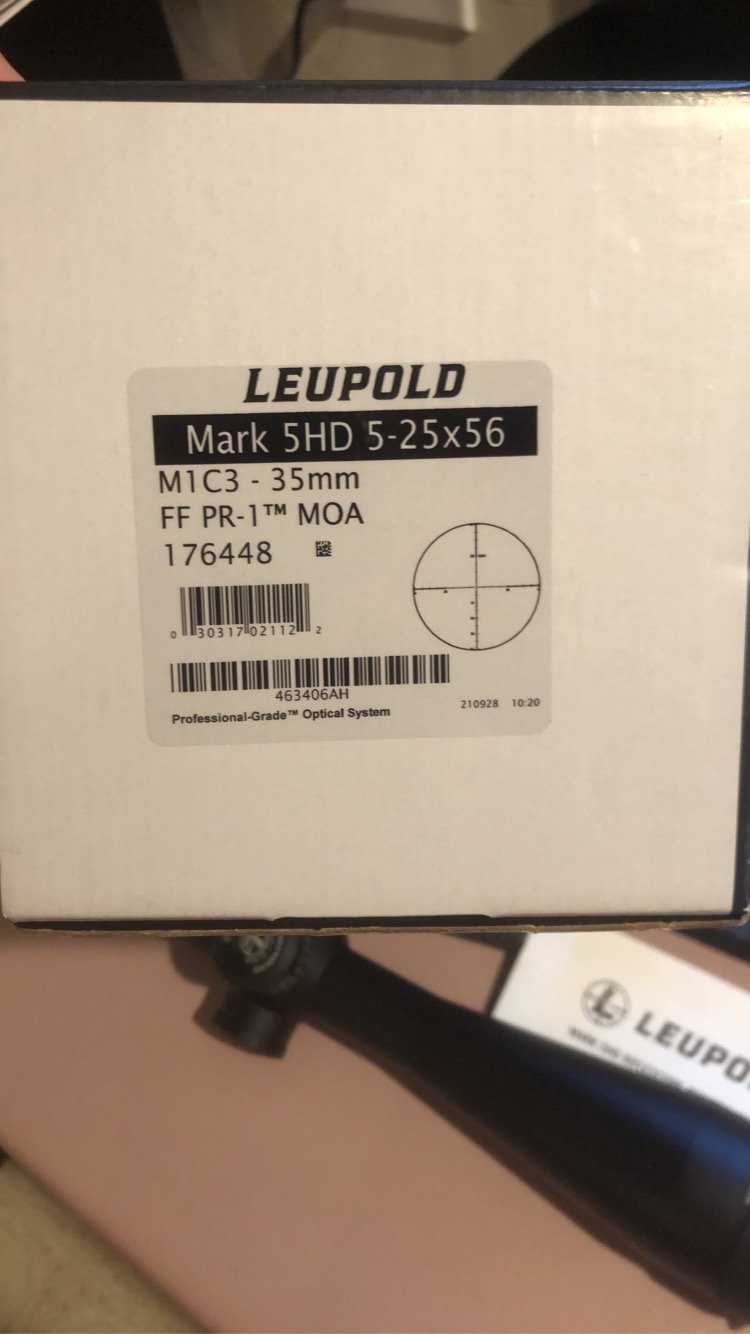 LEUPOLD
Mark 5HD 5-25x56
M1C3 - 35mm
FF PR-1™ MOA
176448
0 30317 02112 2
463406AH
Professional-Grade™ Optical System
210928 10:20
LEUPO